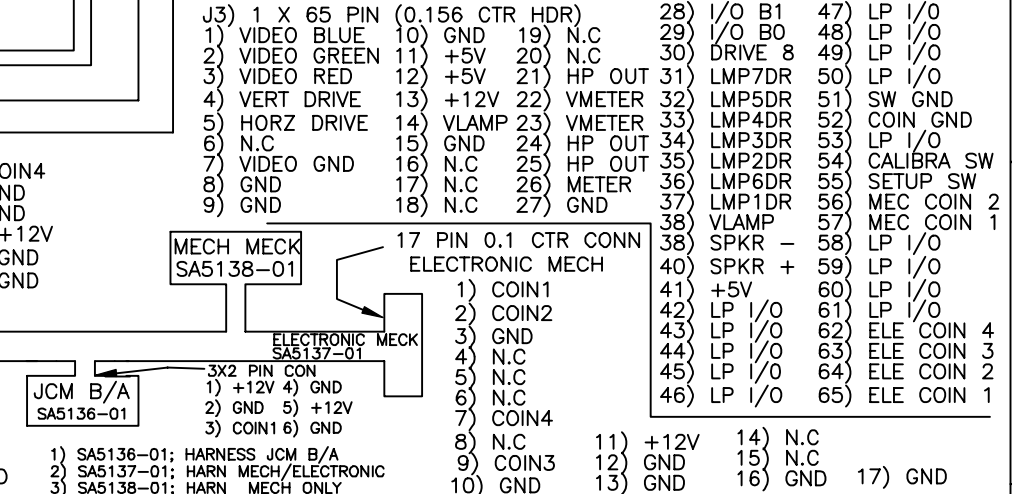 J3) 1 X 65 PIN (0.156 CTR HDR)
1) VIDEO BLUE
2) VIDEO GREEN
3) VIDEO RED
4) VERT DRIVE
5) HORZ DRIVE
6) N.C
7) VIDEO GND
8) GND
9) GND
10) GND
11) +5V
12) +5V
13) +12V
14) VLAMP
15) GND
16) N.C
17) N.C
18) N.C
19) N.C
20) N.C
21) HP OUT
22) VMETER
23) VMETER
24) HP OUT
25) HP OUT
26) METER
27) GND
28) I/O B1
29) I/O B0
30) DRIVE 8
31) LMP7DR
32) LMP5DR
33) LMP4DR
34) LMP3DR
35) LMP2DR
36) LMP6DR
37) LMP1DR
38) VLAMP
38) SPKR -
40) SPKR +
41) +5V
42) LP I/O
43) LP I/O
44) LP I/O
45) LP I/O
46) LP I/O
47) LP I/O
48) LP I/O
49) LP I/O
50) LP I/O
51) SW GND
52) COIN GND
53) LP I/O
54) CALIBRA SW
55) SETUP SW
56) MEC COIN 2
57) MEC COIN 1
58) LP I/O
59) LP I/O
60) LP I/O
61) LP I/O
62) ELE COIN 4
63) ELE COIN 3
64) ELE COIN 2
65) ELE COIN 1
OIN4
ND
ND
+12V
GND
GND
MECH MECK
SA5138-01
17 PIN 0.1 CTR CONN
ELECTRONIC MECH
1) COIN1
2) COIN2
3) GND
4) N.C
5) N.C
6) N.C
7) COIN4
8) N.C
9) COIN3
10) GND
11) +12V
12) GND
13) GND
14) N.C
15) N.C
16) GND
17) GND
ELECTRONIC MECK
SA5137-01
3X2 PIN CON
1) +12V 4) GND
2) GND 5) +12V
3) COIN1 6) GND
JCM B/A
SA5136-01
1) SA5136-01; HARNESS JCM B/A
2) SA5137-01: HARN MECH/ELECTRONIC
3) SA5138-01: HARN MECH ONLY